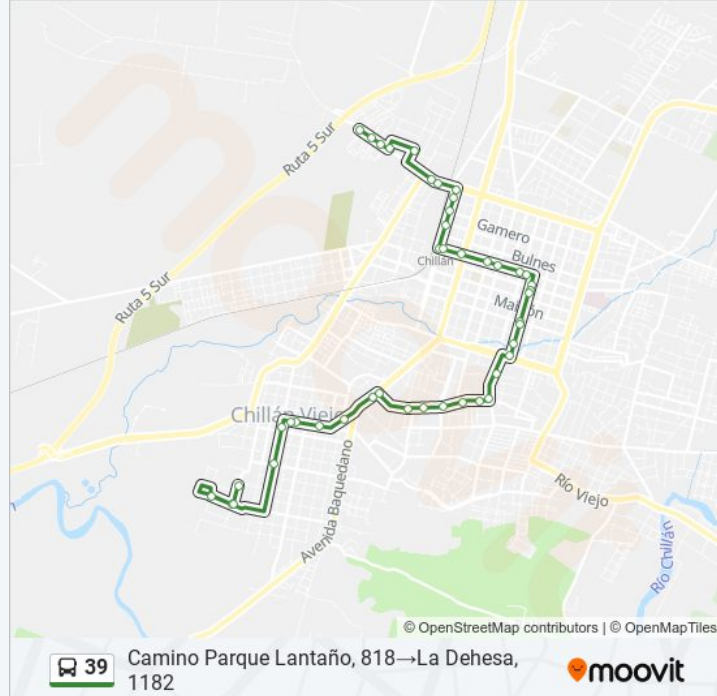 Ruta 5 Sur
Gamero
Chillán
Bulnes
Ruta 5 Sur
Chillán Viejo
Avenida Baquedano
Río Viejo
Río Chillán
© OpenStreetMap contributors | © OpenMapTiles
39
Camino Parque Lantaño, 818→La Dehesa,
1182
moovit